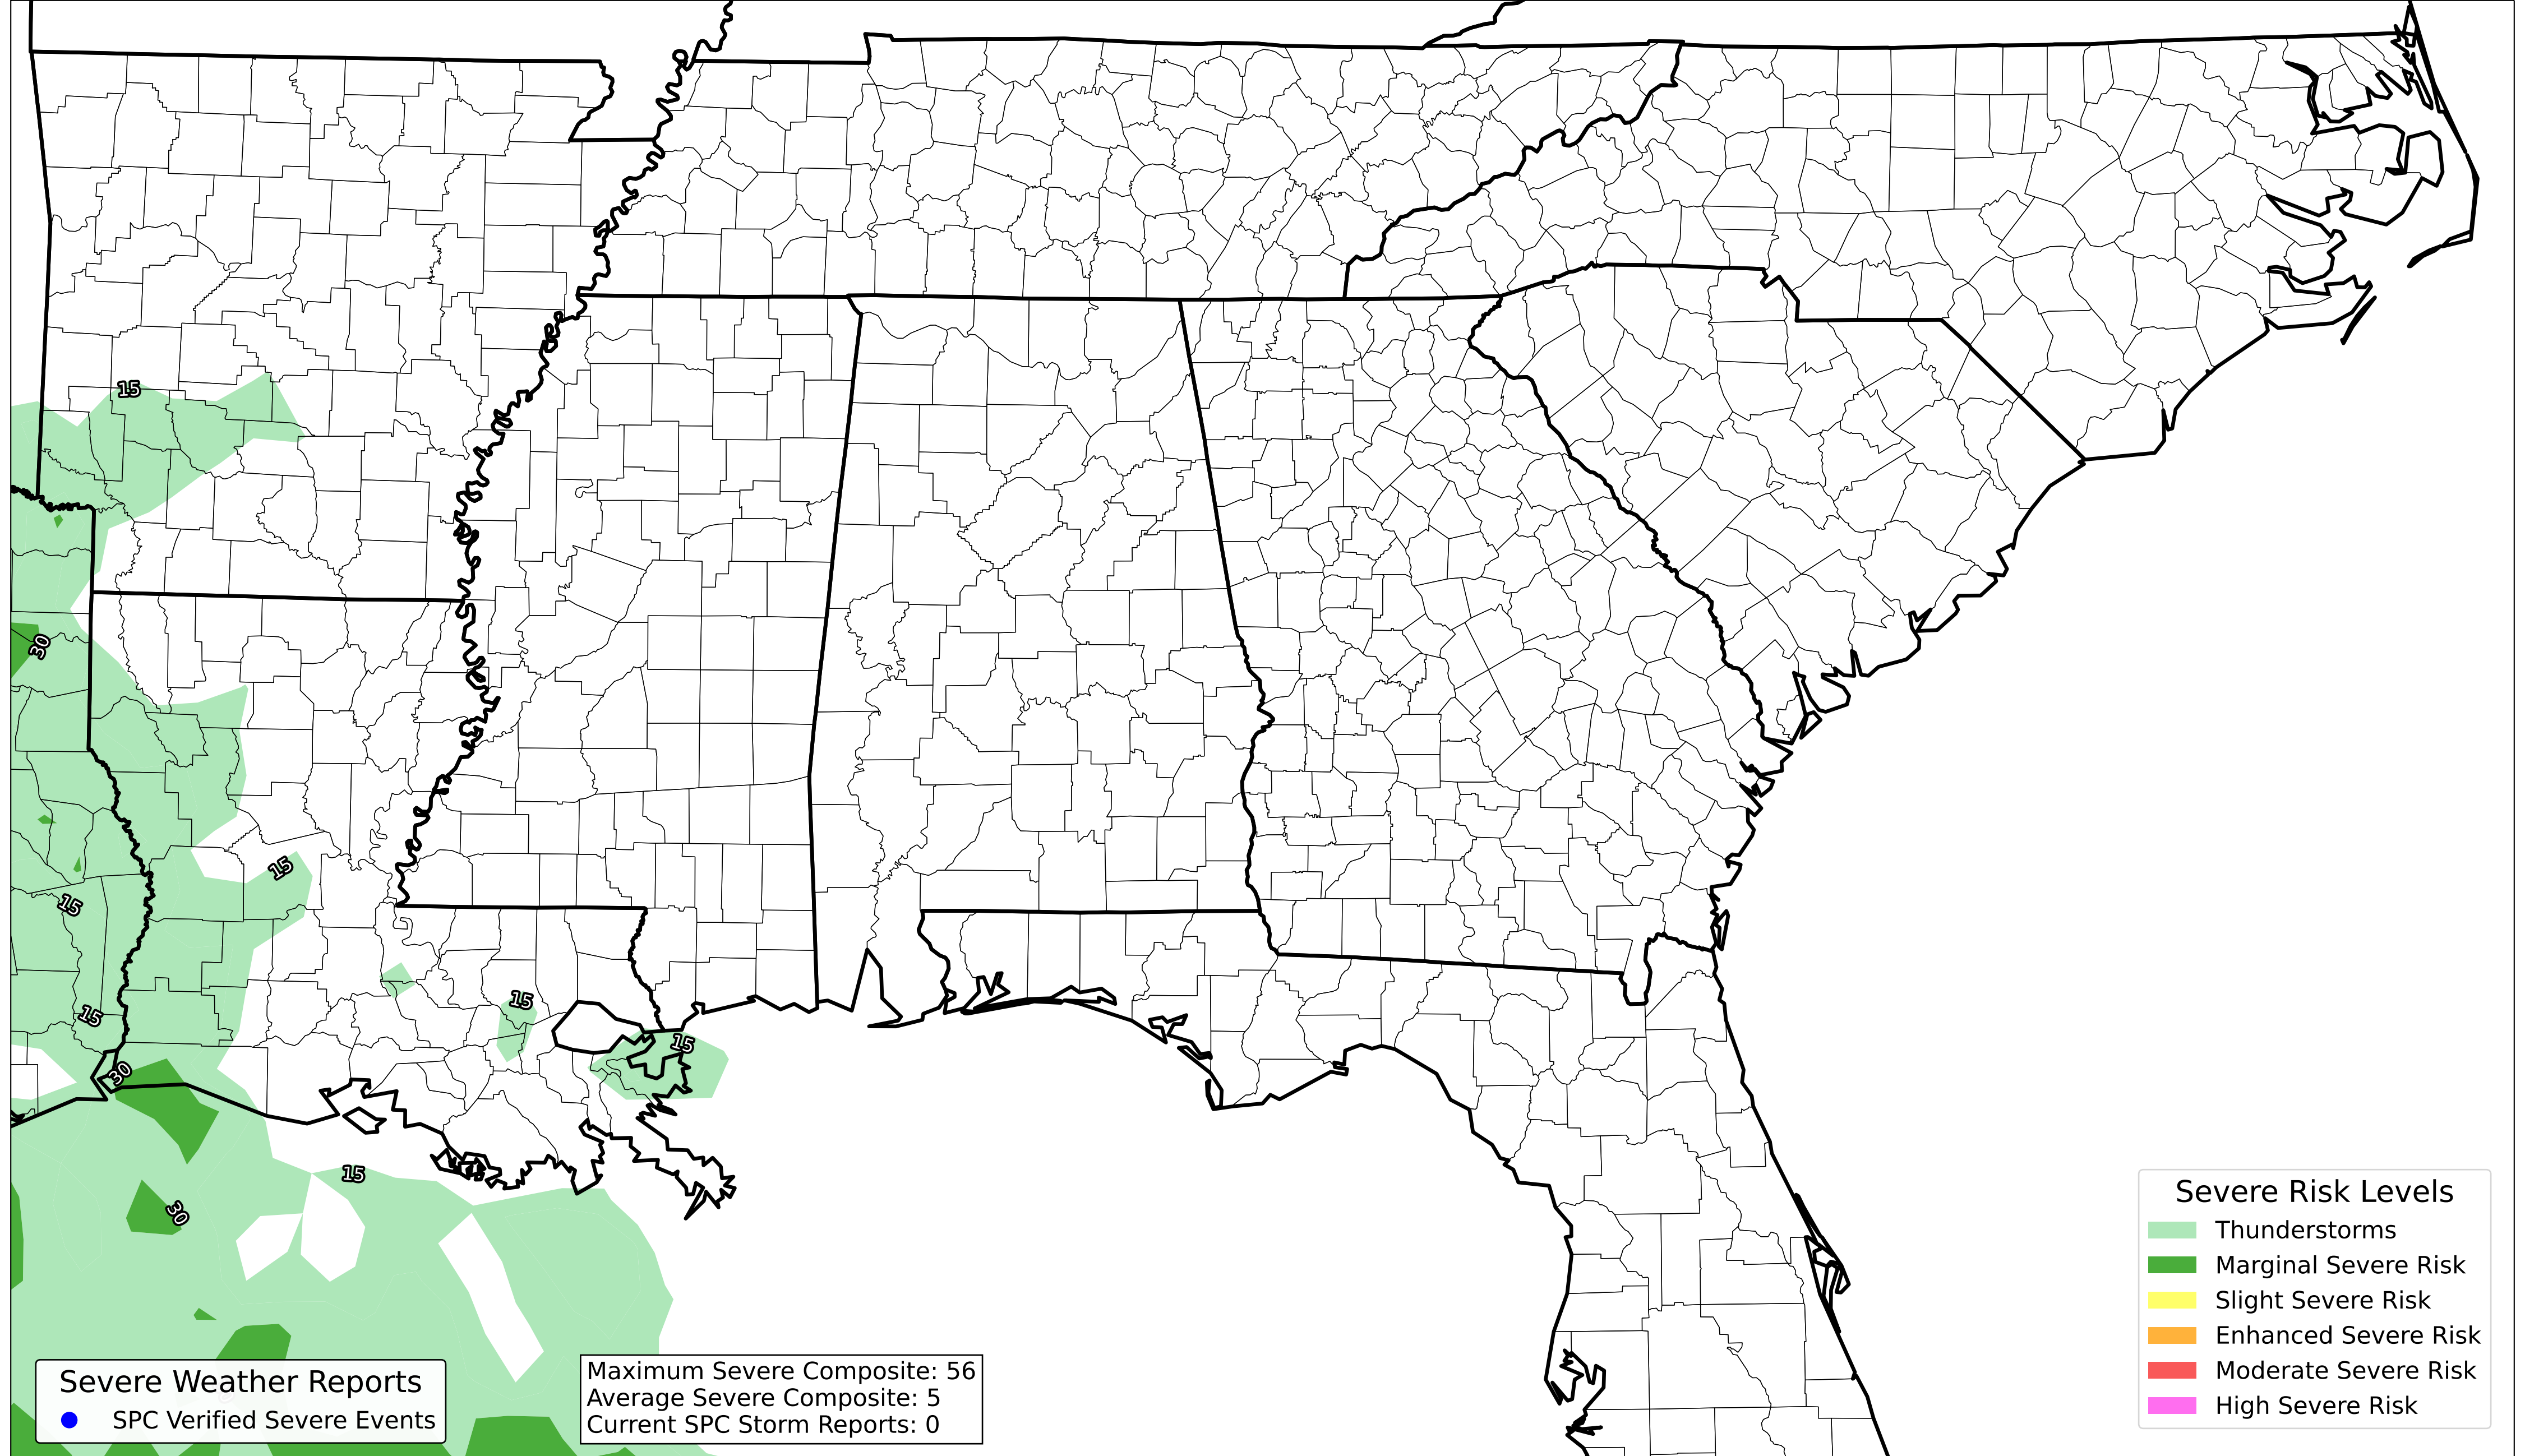 15
30
15
15
15
15
15
30
15
30
Severe Weather Reports
SPC Verified Severe Events
Maximum Severe Composite: 56
Average Severe Composite: 5
Current SPC Storm Reports: 0
Severe Risk Levels
Thunderstorms
Marginal Severe Risk
Slight Severe Risk
Enhanced Severe Risk
Moderate Severe Risk
High Severe Risk